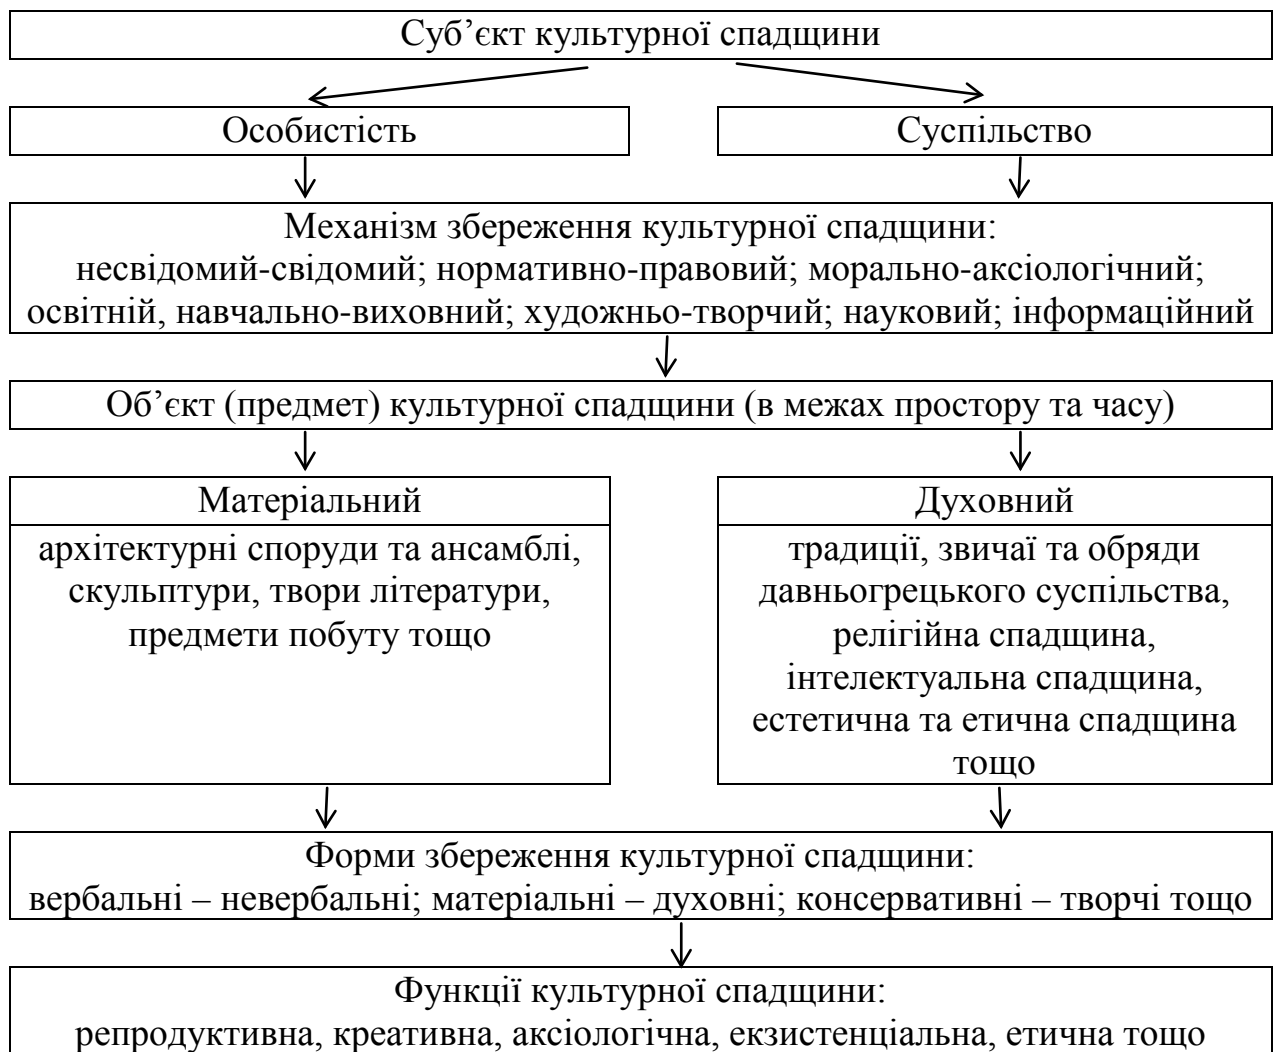 Суб’єкт культурної спадщини
Особистість
Суспільство
Механізм збереження культурної спадщини:
несвідомий-свідомий; нормативно-правовий; морально-аксіологічний;
освітній, навчально-виховний; художньо-творчий; науковий; інформаційний
Об’єкт (предмет) культурної спадщини (в межах простору та часу)
Матеріальний
архітектурні споруди та ансамблі,
скульптури, твори літератури,
предмети побуту тощо
Духовний
традиції, звичаї та обряди
давньогрецького суспільства,
релігійна спадщина,
інтелектуальна спадщина,
естетична та етична спадщина
тощо
Форми збереження культурної спадщини:
вербальні – невербальні; матеріальні – духовні; консервативні – творчі тощо
Функції культурної спадщини:
репродуктивна, креативна, аксіологічна, екзистенціальна, етична тощо